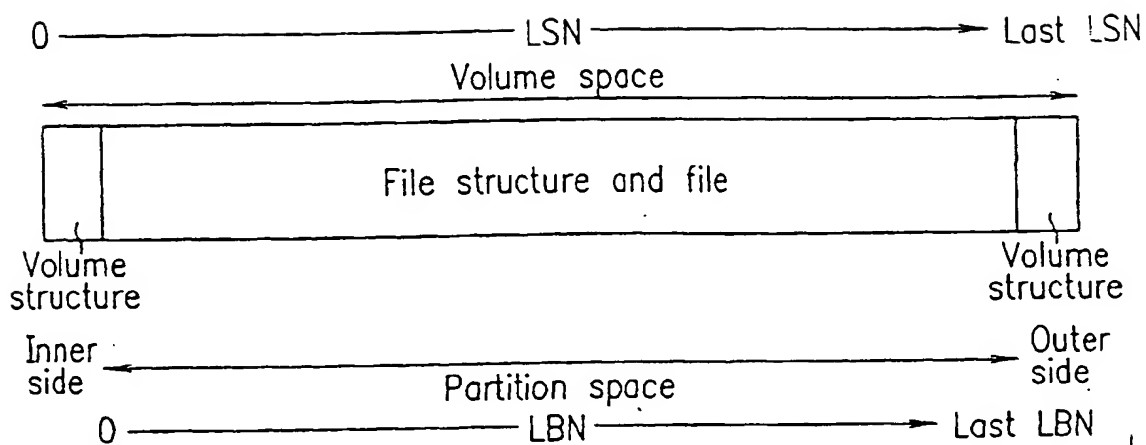 0 LSN Last LSN
Volume space
File structure and file
Volume
structure
Volume
structure
Inner
side
Outer
side
Partition space
0 LBN Last LBN